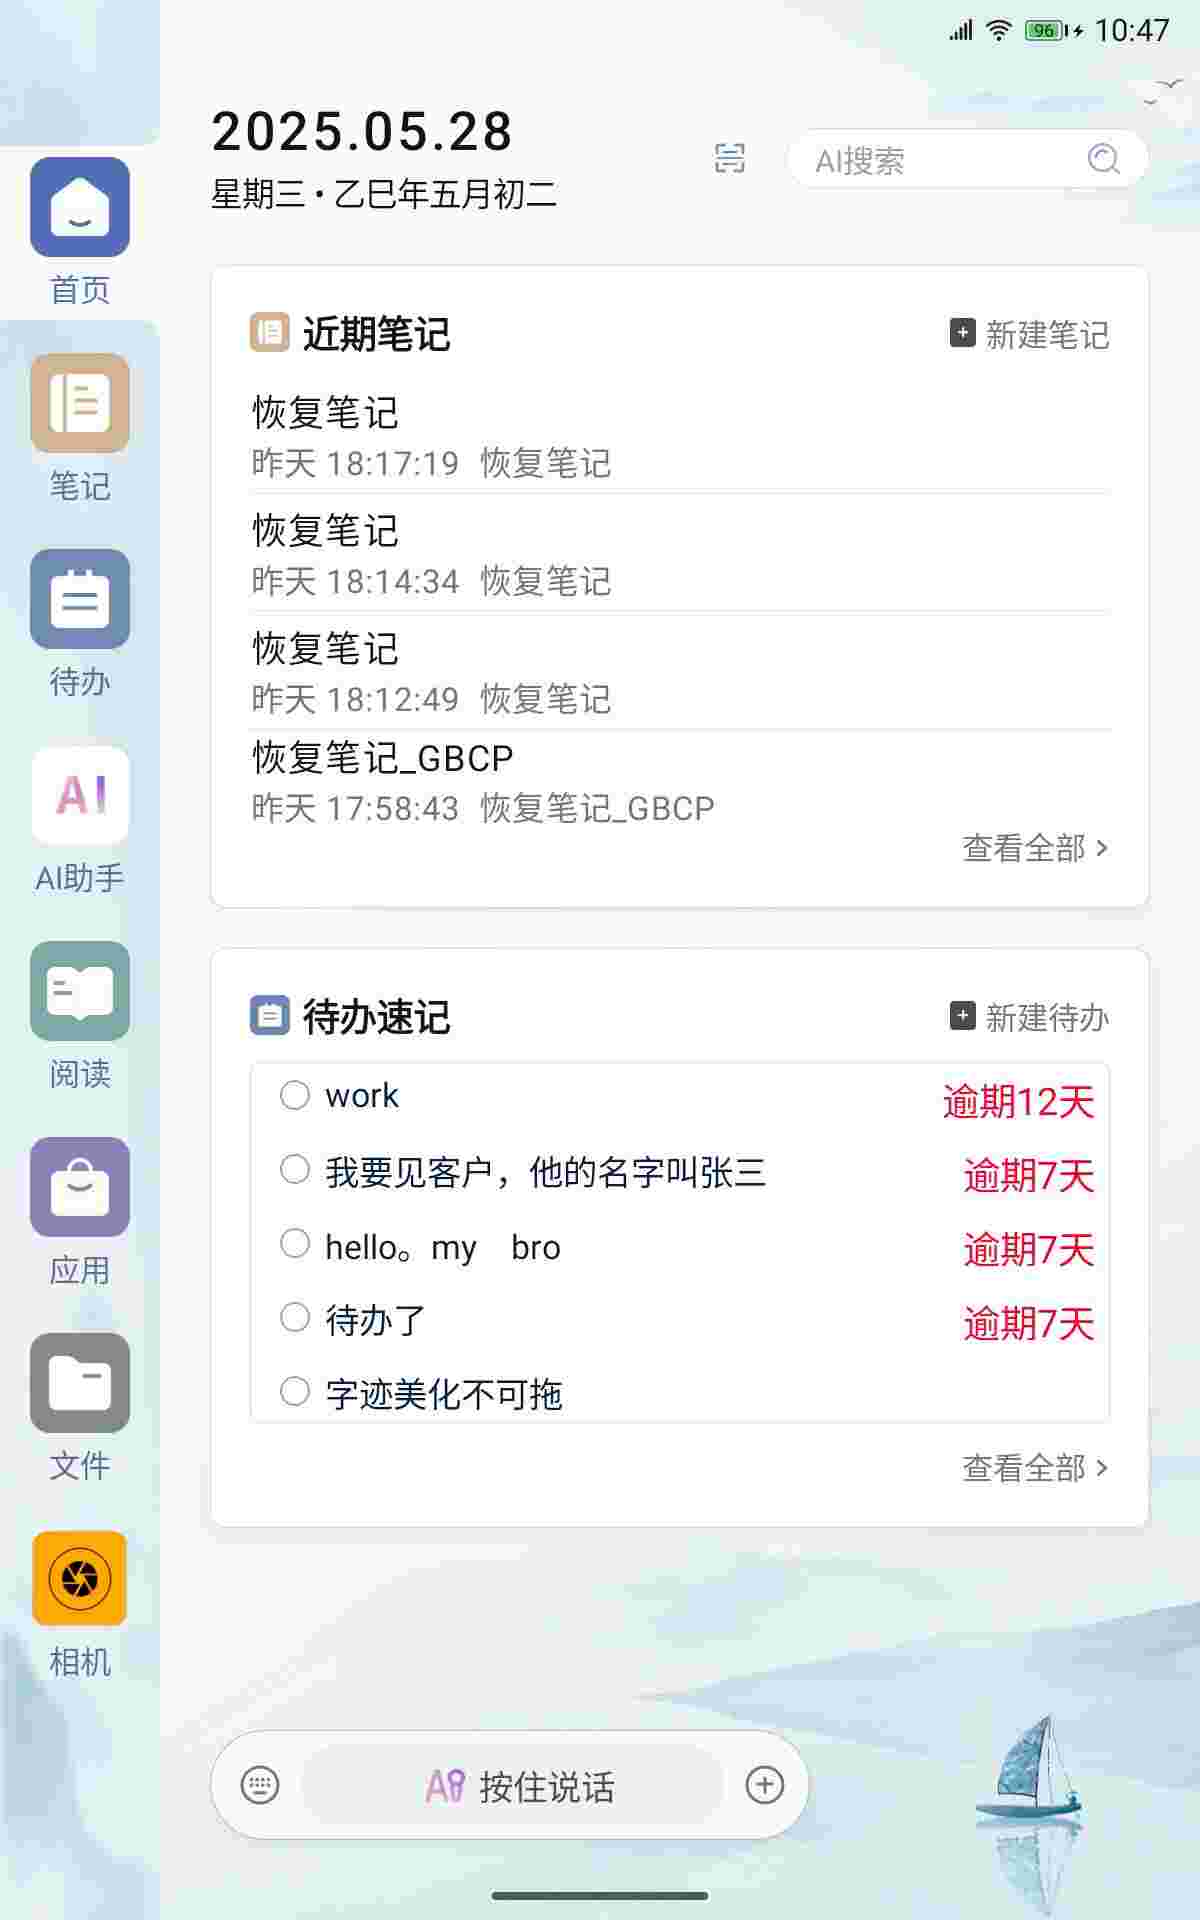 96 10:47
2025.05.28
星期三·乙巳年五月初二
AI搜索
首页
笔记
待办
AI
AI助手
阅读
应用
文件
相机
近期笔记
新建笔记
恢复笔记
昨天 18:17:19 恢复笔记
恢复笔记
昨天 18:14:34 恢复笔记
恢复笔记
昨天 18:12:49 恢复笔记
恢复笔记_GBCP
昨天 17:58:43 恢复笔记_GBCP
查看全部
待办速记
新建待办
work 逾期12天
我要见客户，他的名字叫张三 逾期7天
hello。my bro 逾期7天
待办了 逾期7天
字迹美化不可拖
查看全部
按住说话